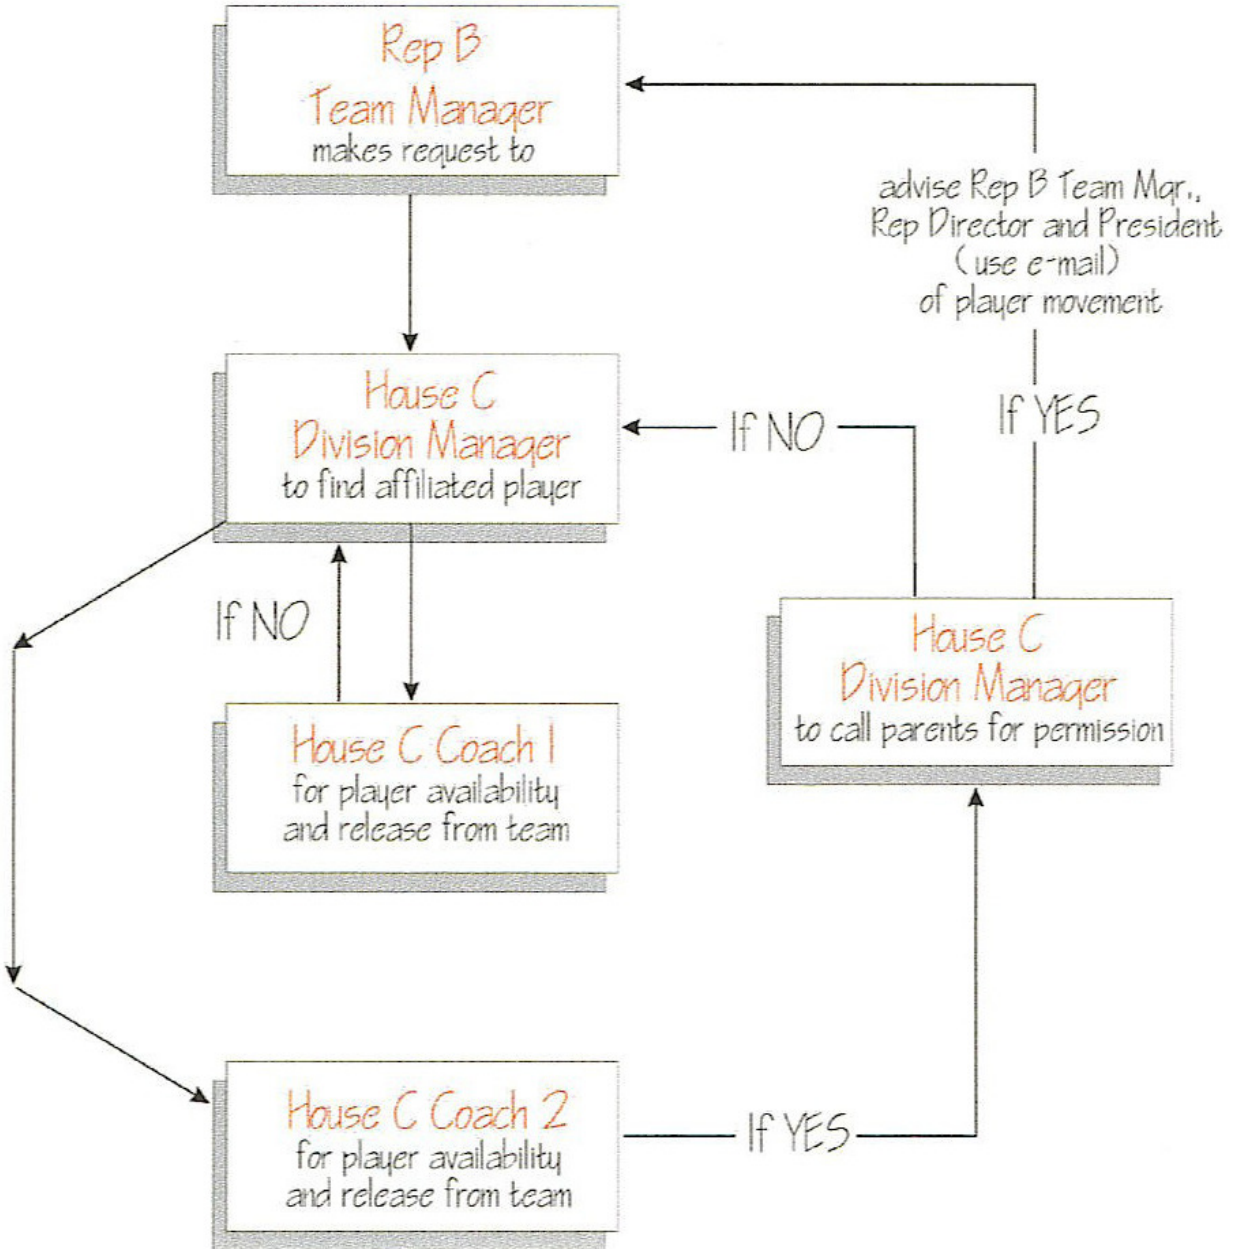 Rep B
Team Manager
makes request to
advise Rep B Team Mgr.,
Rep Director and President
(use e-mail)
of player movement
House C
Division Manager
to find affiliated player
If NO
If YES
If NO
House C
Division Manager
to call parents for permission
House C Coach 1
for player availability
and release from team
House C Coach 2
for player availability
and release from team
If YES